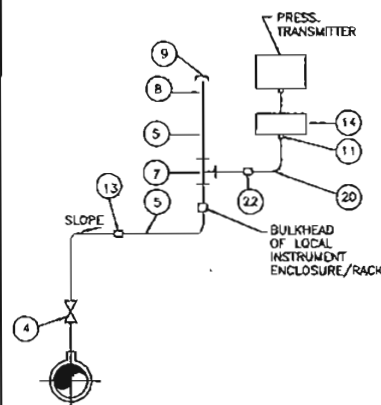 PRESS.
TRANSMITTER
9
8
14
5
11
7
13
5
22
20
SLOPE
BULKHEAD
OF LOCAL
INSTRUMENT
ENCLOSURE/RACK
4